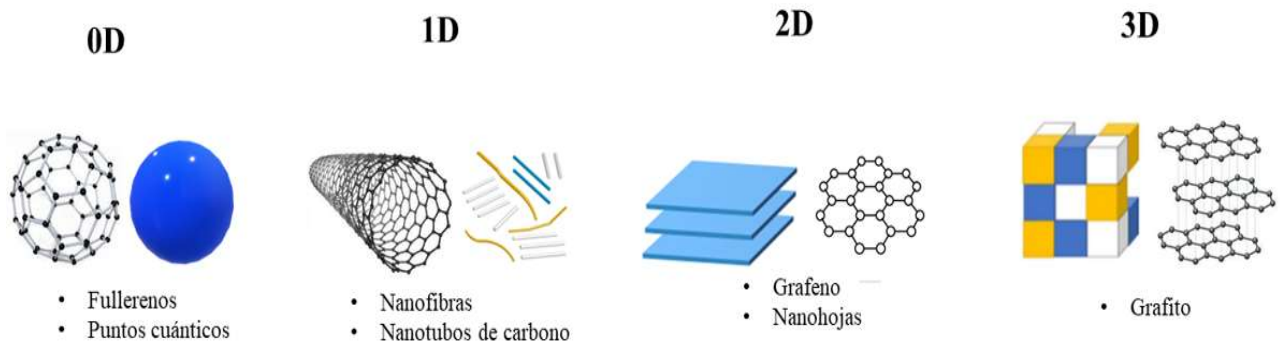 0D
1D
2D
3D
• Fullerenos
• Puntos cuánticos
• Nanofibras
• Nanotubos de carbono
• Grafeno
• Nanohojas
• Grafito